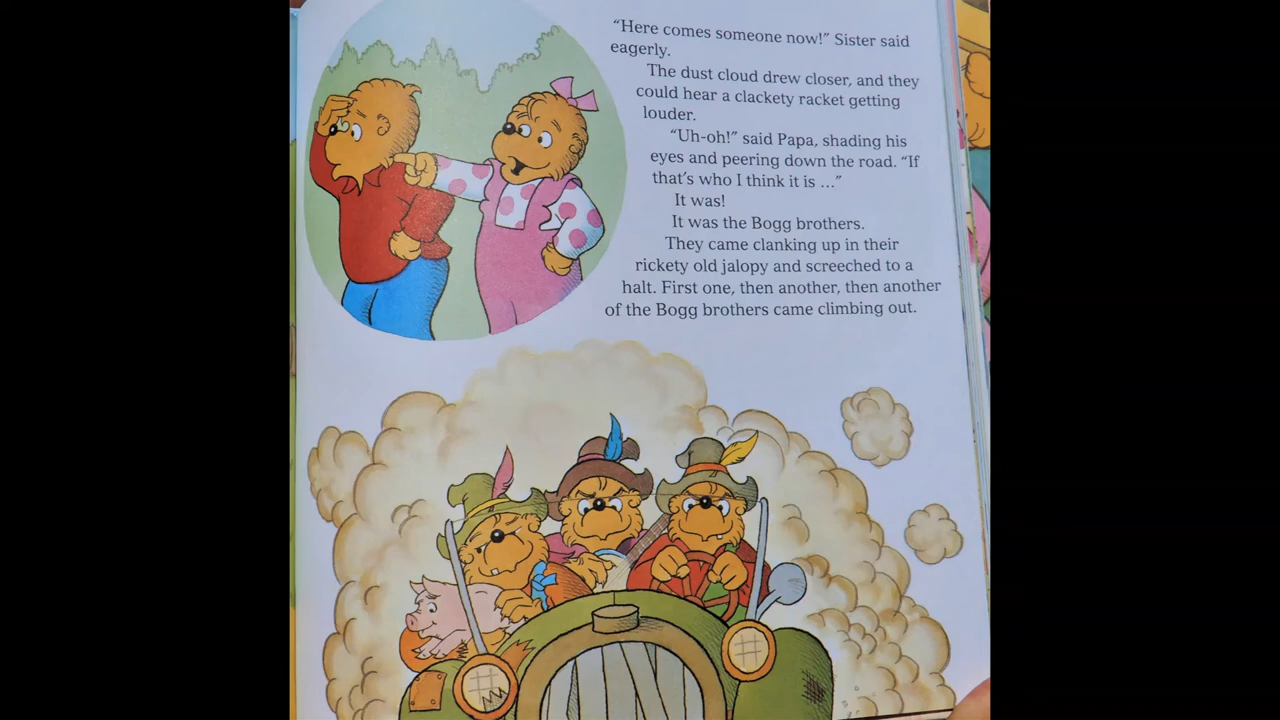 “Here comes someone now!” Sister said
eagerly.
The dust cloud drew closer, and they
could hear a clackety racket getting
louder.
“Uh-oh!” said Papa, shading his
eyes and peering down the road. “If
that’s who I think it is ...”
It was!
It was the Bogg brothers.
They came clanking up in their
rickety old jalopy and screeched to a
halt. First one, then another, then another
of the Bogg brothers came climbing out.